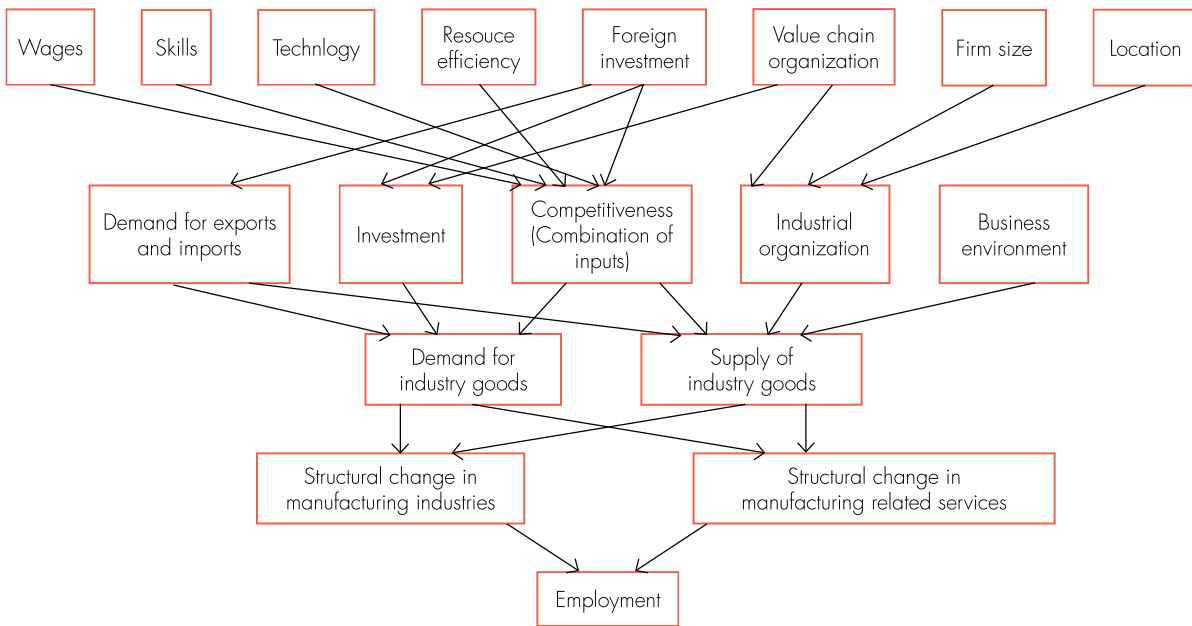 Wages
Skills
Technlogy
Resouce
efficiency
Foreign
investment
Value chain
organization
Firm size
Location
Demand for exports
and imports
Investment
Competitiveness
(Combination of
inputs)
Industrial
organization
Business
environment
Demand for
industry goods
Supply of
industry goods
Structural change in
manufacturing industries
Structural change in
manufacturing related services
Employment